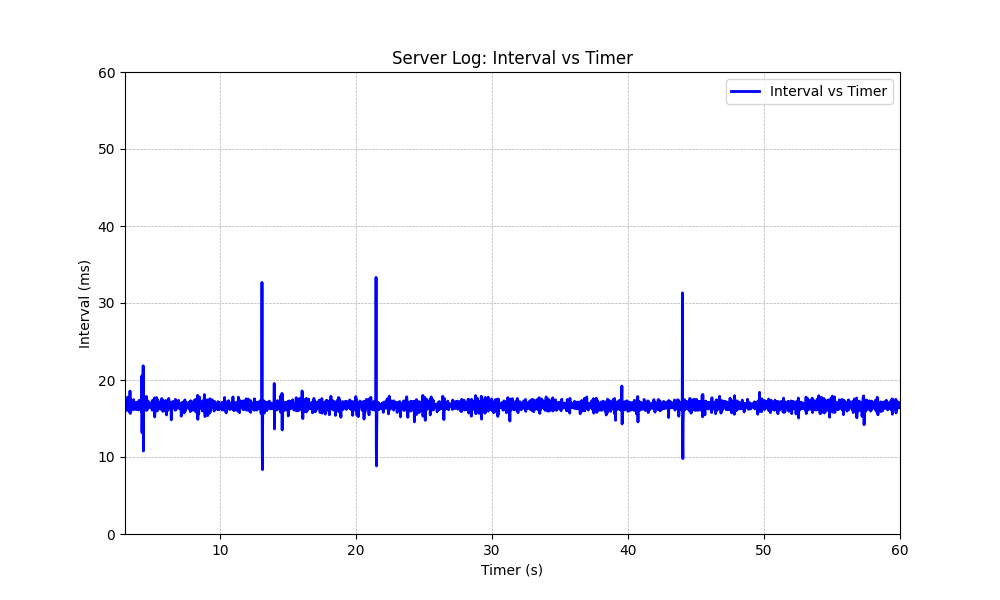 Server Log: Interval vs Timer
Interval vs Timer
60
50
40
30
20
10
0
Interval (ms)
10 20 30 40 50 60
Timer (s)